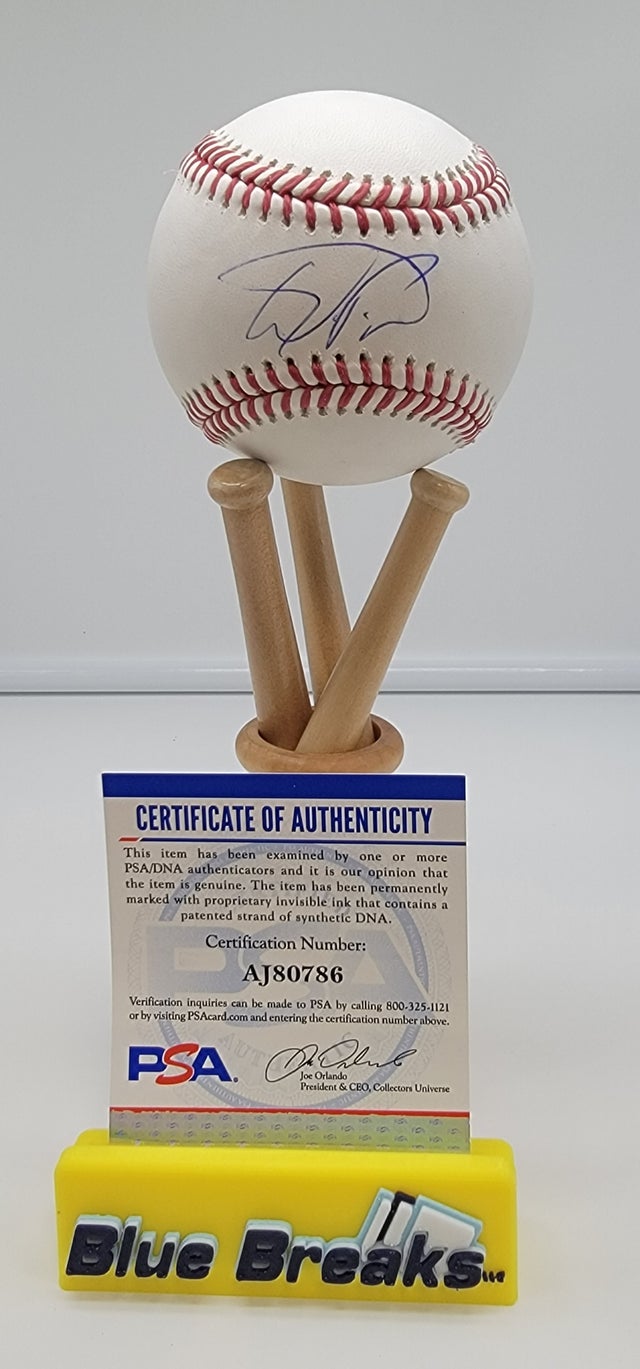 CERTIFICATE OF AUTHENTICITY
This item has been examined by one or more
PSA/DNA authenticators and it is our opinion that
the item is genuine. The item has been permanently
marked with proprietary invisible ink that contains a
patented strand of synthetic DNA.
Certification Number:
AJ80786
Verification inquiries can be made to PSA by calling 800-325-1121
or by visiting PSAcard.com and entering the certification number above.
PSA
Joe Orlando
President & CEO, Collectors Universe
Blue Breaks LLC